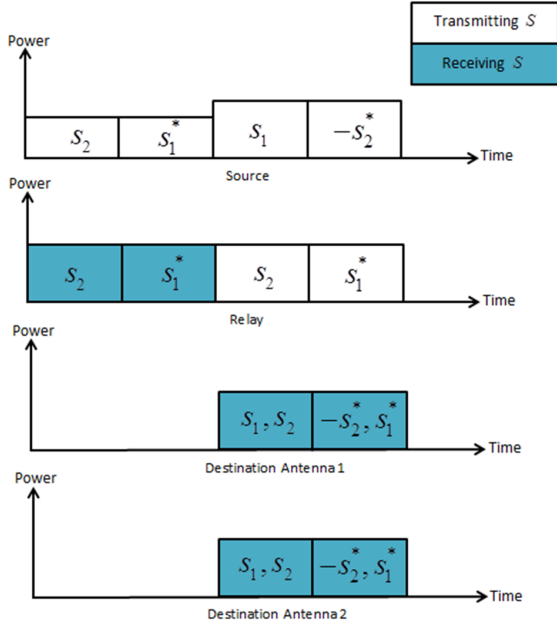 Transmitting S
Receiving S
Power
S₂ S₁* S₁ −S₂*
Time
Source
Power
S₂ S₁* S₂ S₁*
Time
Relay
Power
S₁, S₂ −S₂*, S₁*
Time
Destination Antenna 1
Power
S₁, S₂ −S₂*, S₁*
Time
Destination Antenna 2